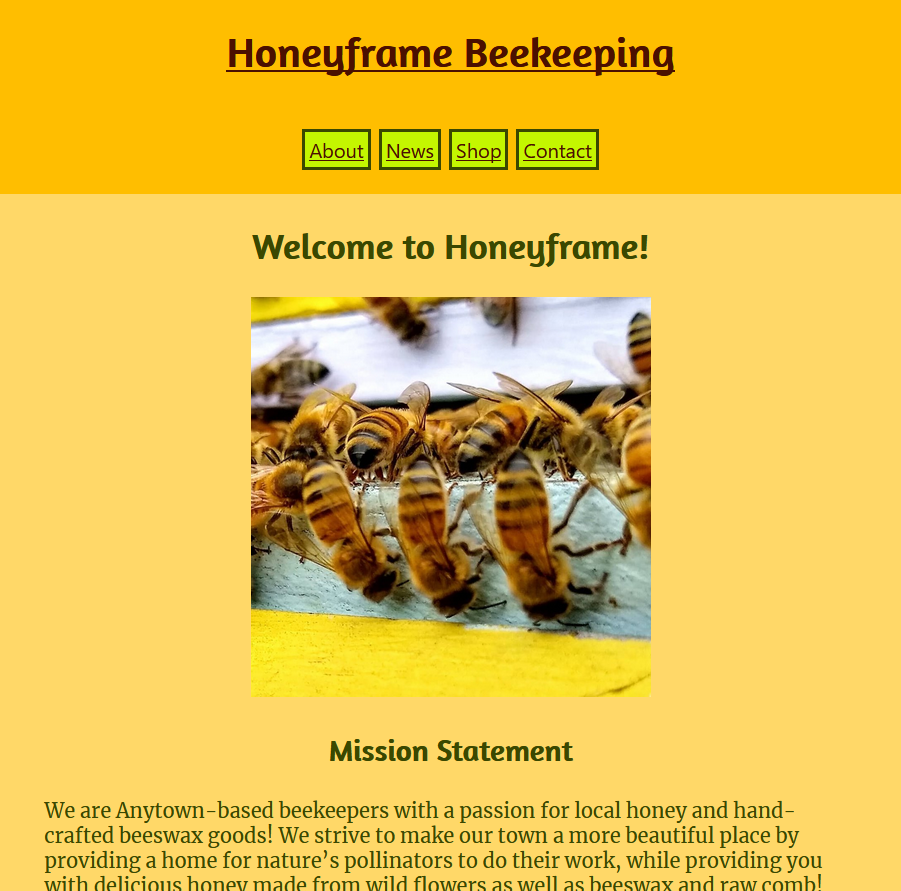 Honeyframe Beekeeping
About News Shop Contact
Welcome to Honeyframe!
Mission Statement
We are Anytown-based beekeepers with a passion for local honey and hand-
crafted beeswax goods! We strive to make our town a more beautiful place by
providing a home for nature’s pollinators to do their work, while providing you
with delicious honey made from wild flowers as well as beeswax and raw comb!